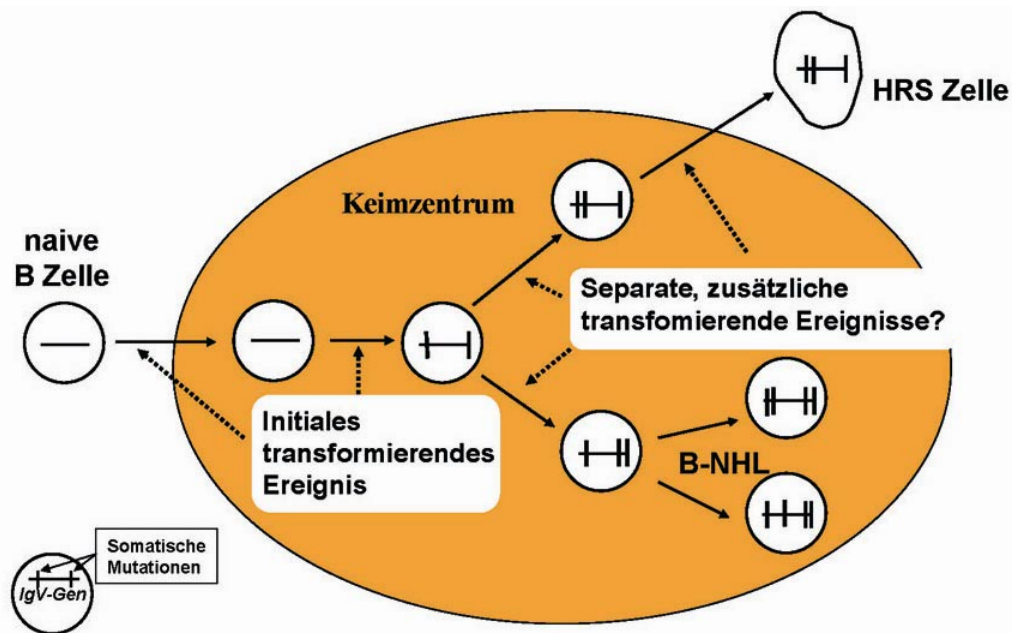 HRS Zelle
Keimzentrum
naive
B Zelle
Separate, zusätzliche
transfomierende Ereignisse?
Initiales
transformierendes
Ereignis
B-NHL
Somatische
Mutationen
IgV-Gen